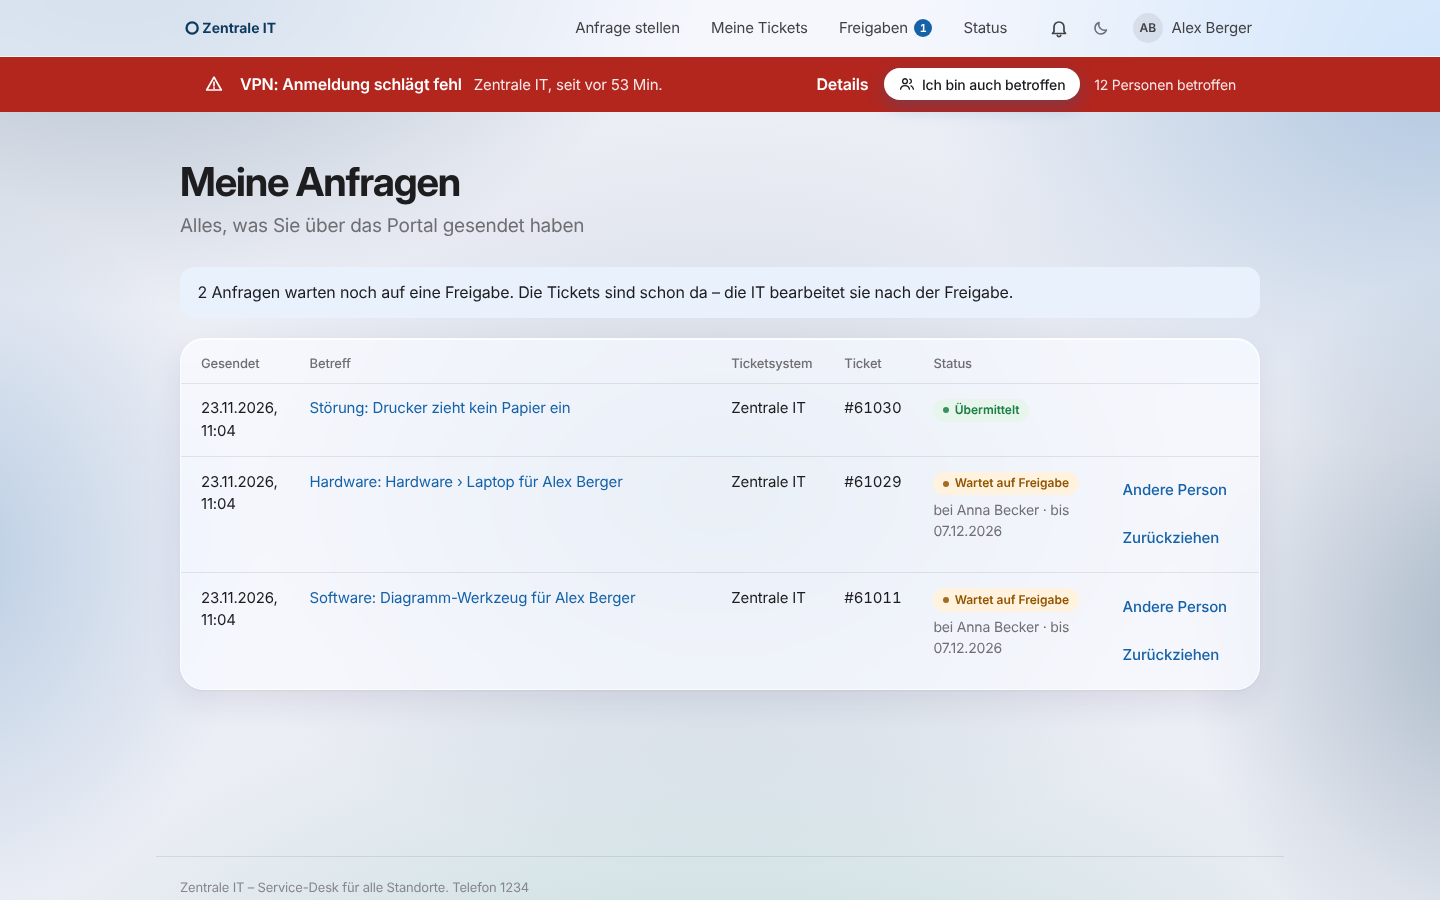 Zentrale IT
Anfrage stellen Meine Tickets Freigaben 1 Status AB Alex Berger
VPN: Anmeldung schlägt fehl Zentrale IT, seit vor 53 Min. Details Ich bin auch betroffen 12 Personen betroffen
Meine Anfragen
Alles, was Sie über das Portal gesendet haben
2 Anfragen warten noch auf eine Freigabe. Die Tickets sind schon da – die IT bearbeitet sie nach der Freigabe.
Gesendet Betreff Ticketsystem Ticket Status
23.11.2026, 11:04 Störung: Drucker zieht kein Papier ein Zentrale IT #61030 Übermittelt
23.11.2026, 11:04 Hardware: Hardware › Laptop für Alex Berger Zentrale IT #61029 Wartet auf Freigabe
bei Anna Becker · bis 07.12.2026
Andere Person
Zurückziehen
23.11.2026, 11:04 Software: Diagramm-Werkzeug für Alex Berger Zentrale IT #61011 Wartet auf Freigabe
bei Anna Becker · bis 07.12.2026
Andere Person
Zurückziehen
Zentrale IT – Service-Desk für alle Standorte. Telefon 1234